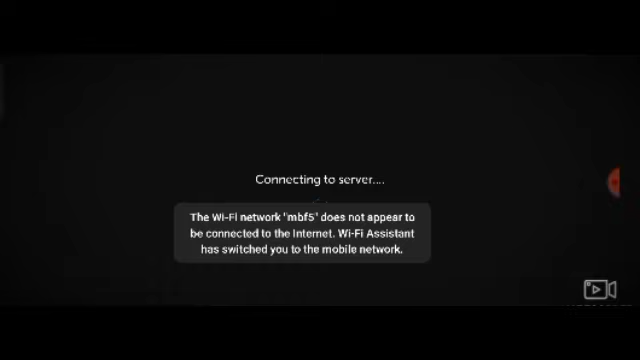 Connecting to server....
The Wi-Fi network "mbf5" does not appear to
be connected to the Internet. Wi-Fi Assistant
has switched you to the mobile network.